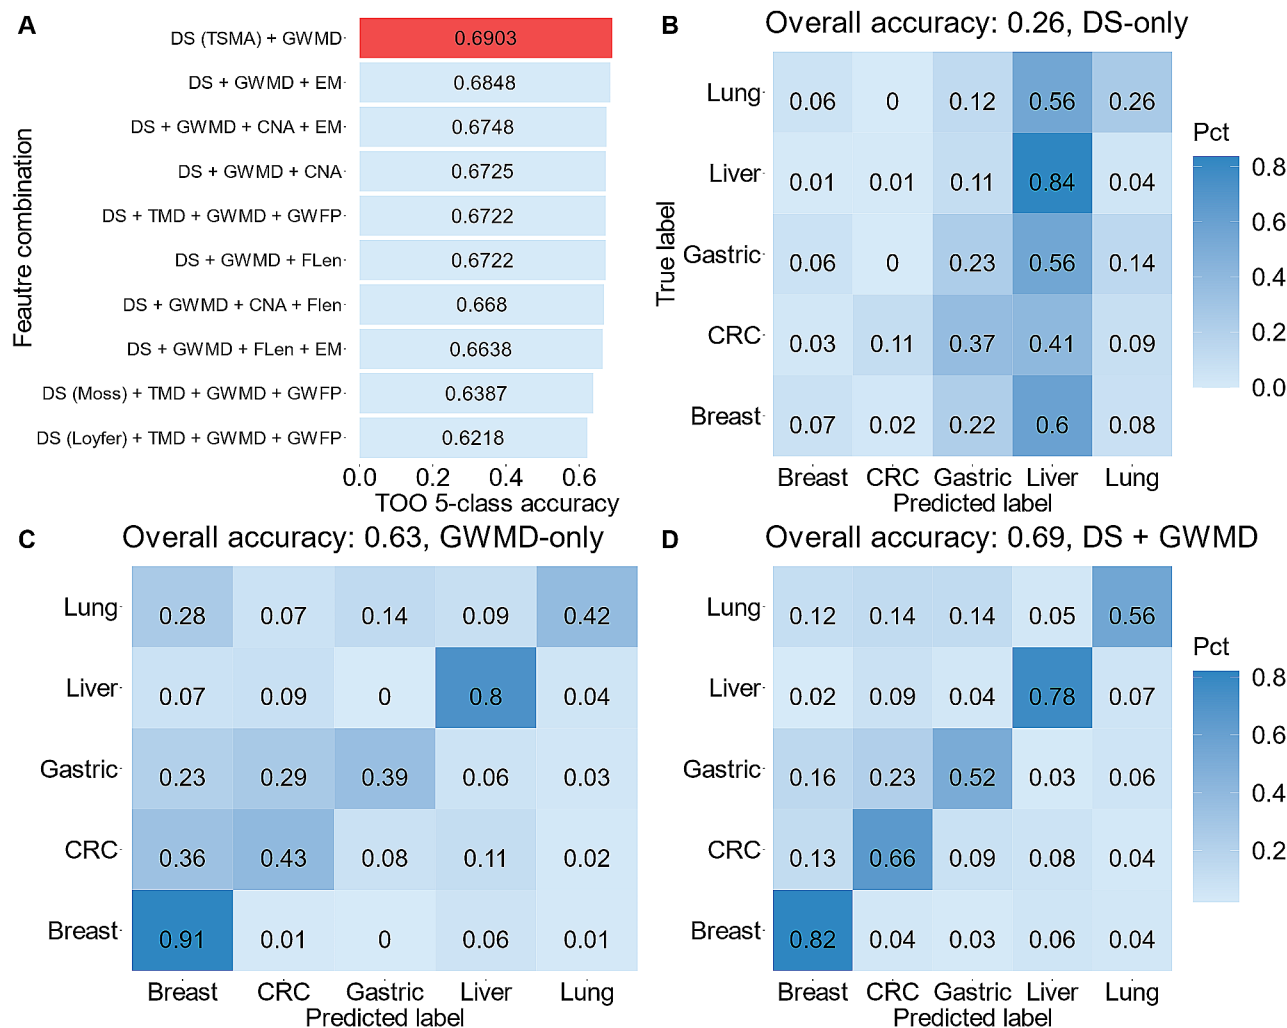 A
Feautre combination
DS (TSMA) + GWMD
0.6903
DS + GWMD + EM
0.6848
DS + GWMD + CNA + EM
0.6748
DS + GWMD + CNA
0.6725
DS + TMD + GWMD + GWFP
0.6722
DS + GWMD + FLen
0.6722
DS + GWMD + CNA + Flen
0.668
DS + GWMD + FLen + EM
0.6638
DS (Moss) + TMD + GWMD + GWFP
0.6387
DS (Loyfer) + TMD + GWMD + GWFP
0.6218
0.0 0.2 0.4 0.6
TOO 5-class accuracy
B
Overall accuracy: 0.26, DS-only
True label
Lung 0.06 0 0.12 0.56 0.26
Liver 0.01 0.01 0.11 0.84 0.04
Gastric 0.06 0 0.23 0.56 0.14
CRC 0.03 0.11 0.37 0.41 0.09
Breast 0.07 0.02 0.22 0.6 0.08
Breast CRC Gastric Liver Lung
Predicted label
Pct
0.8
0.6
0.4
0.2
0.0
C
Overall accuracy: 0.63, GWMD-only
Lung 0.28 0.07 0.14 0.09 0.42
Liver 0.07 0.09 0 0.8 0.04
Gastric 0.23 0.29 0.39 0.06 0.03
CRC 0.36 0.43 0.08 0.11 0.02
Breast 0.91 0.01 0 0.06 0.01
Breast CRC Gastric Liver Lung
Predicted label
D
Overall accuracy: 0.69, DS + GWMD
Lung 0.12 0.14 0.14 0.05 0.56
Liver 0.02 0.09 0.04 0.78 0.07
Gastric 0.16 0.23 0.52 0.03 0.06
CRC 0.13 0.66 0.09 0.08 0.04
Breast 0.82 0.04 0.03 0.06 0.04
Breast CRC Gastric Liver Lung
Predicted label
Pct
0.8
0.6
0.4
0.2